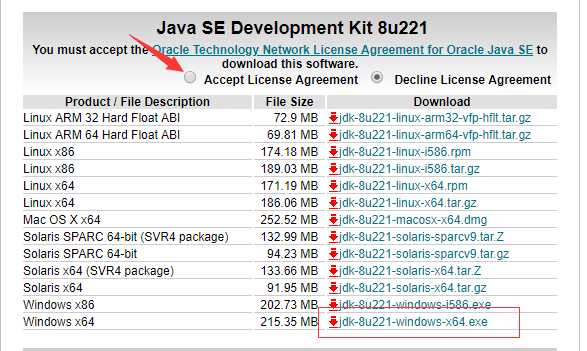 Java SE Development Kit 8u221
You must accept the Oracle Technology Network License Agreement for Oracle Java SE to
download this software.
Accept License Agreement Decline License Agreement
Product / File Description File Size Download
Linux ARM 32 Hard Float ABI 72.9 MB jdk-8u221-linux-arm32-vfp-hflt.tar.gz
Linux ARM 64 Hard Float ABI 69.81 MB jdk-8u221-linux-arm64-vfp-hflt.tar.gz
Linux x86 174.18 MB jdk-8u221-linux-i586.rpm
Linux x86 189.03 MB jdk-8u221-linux-i586.tar.gz
Linux x64 171.19 MB jdk-8u221-linux-x64.rpm
Linux x64 186.06 MB jdk-8u221-linux-x64.tar.gz
Mac OS X x64 252.52 MB jdk-8u221-macosx-x64.dmg
Solaris SPARC 64-bit (SVR4 package) 132.99 MB jdk-8u221-solaris-sparcv9.tar.Z
Solaris SPARC 64-bit 94.23 MB jdk-8u221-solaris-sparcv9.tar.gz
Solaris x64 (SVR4 package) 133.66 MB jdk-8u221-solaris-x64.tar.Z
Solaris x64 91.95 MB jdk-8u221-solaris-x64.tar.gz
Windows x86 202.73 MB jdk-8u221-windows-i586.exe
Windows x64 215.35 MB jdk-8u221-windows-x64.exe